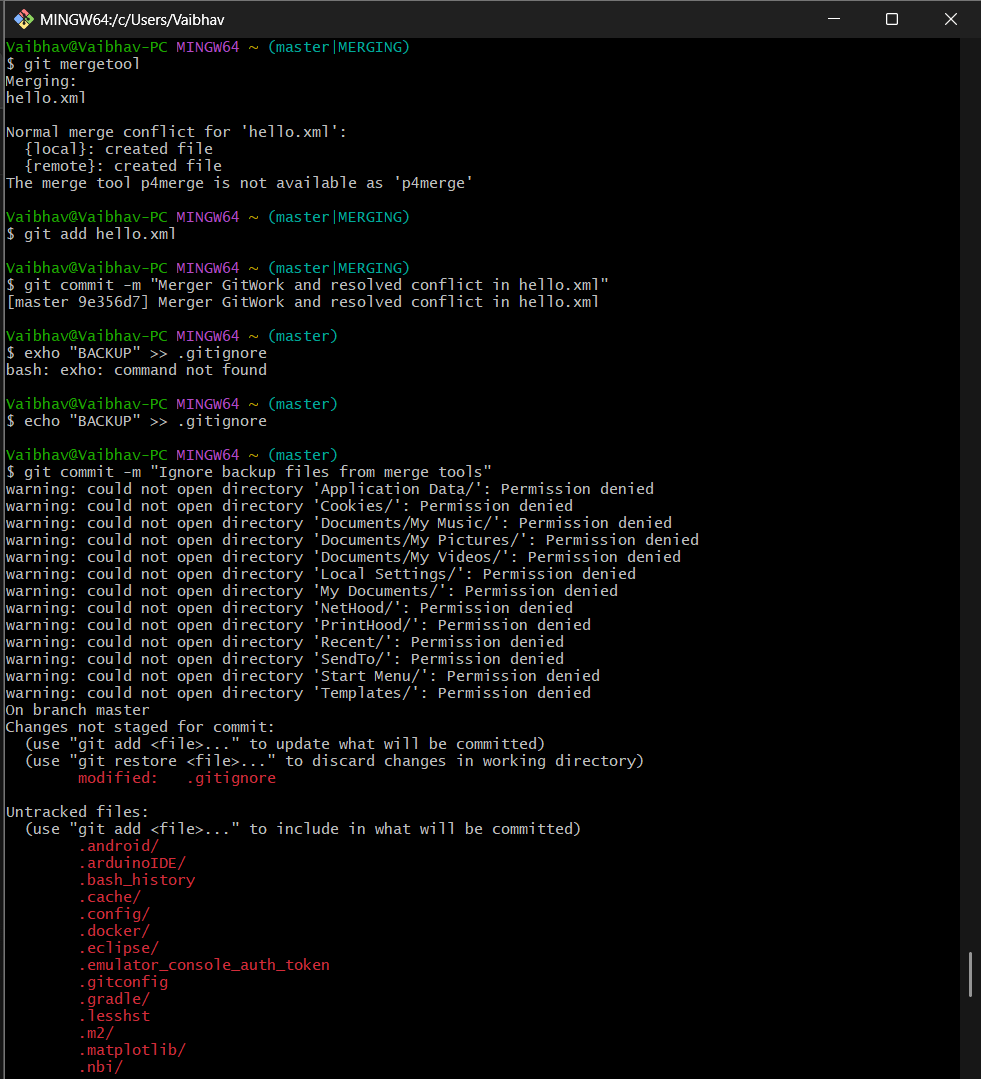 MINGW64:/c/Users/Vaibhav
Vaibhav@Vaibhav-PC MINGW64 ~ (master|MERGING)
$ git mergetool
Merging:
hello.xml

Normal merge conflict for 'hello.xml':
  {local}: created file
  {remote}: created file
The merge tool p4merge is not available as 'p4merge'

Vaibhav@Vaibhav-PC MINGW64 ~ (master|MERGING)
$ git add hello.xml

Vaibhav@Vaibhav-PC MINGW64 ~ (master|MERGING)
$ git commit -m "Merger GitWork and resolved conflict in hello.xml"
[master 9e356d7] Merger GitWork and resolved conflict in hello.xml

Vaibhav@Vaibhav-PC MINGW64 ~ (master)
$ exho "BACKUP" >> .gitignore
bash: exho: command not found

Vaibhav@Vaibhav-PC MINGW64 ~ (master)
$ echo "BACKUP" >> .gitignore

Vaibhav@Vaibhav-PC MINGW64 ~ (master)
$ git commit -m "Ignore backup files from merge tools"
warning: could not open directory 'Application Data/': Permission denied
warning: could not open directory 'Cookies/': Permission denied
warning: could not open directory 'Documents/My Music/': Permission denied
warning: could not open directory 'Documents/My Pictures/': Permission denied
warning: could not open directory 'Documents/My Videos/': Permission denied
warning: could not open directory 'Local Settings/': Permission denied
warning: could not open directory 'My Documents/': Permission denied
warning: could not open directory 'NetHood/': Permission denied
warning: could not open directory 'PrintHood/': Permission denied
warning: could not open directory 'Recent/': Permission denied
warning: could not open directory 'SendTo/': Permission denied
warning: could not open directory 'Start Menu/': Permission denied
warning: could not open directory 'Templates/': Permission denied
On branch master
Changes not staged for commit:
  (use "git add <file>..." to update what will be committed)
  (use "git restore <file>..." to discard changes in working directory)
        modified:   .gitignore

Untracked files:
  (use "git add <file>..." to include in what will be committed)
        .android/
        .arduinoIDE/
        .bash_history
        .cache/
        .config/
        .docker/
        .eclipse/
        .emulator_console_auth_token
        .gitconfig
        .gradle/
        .lesshst
        .m2/
        .matplotlib/
        .nbi/